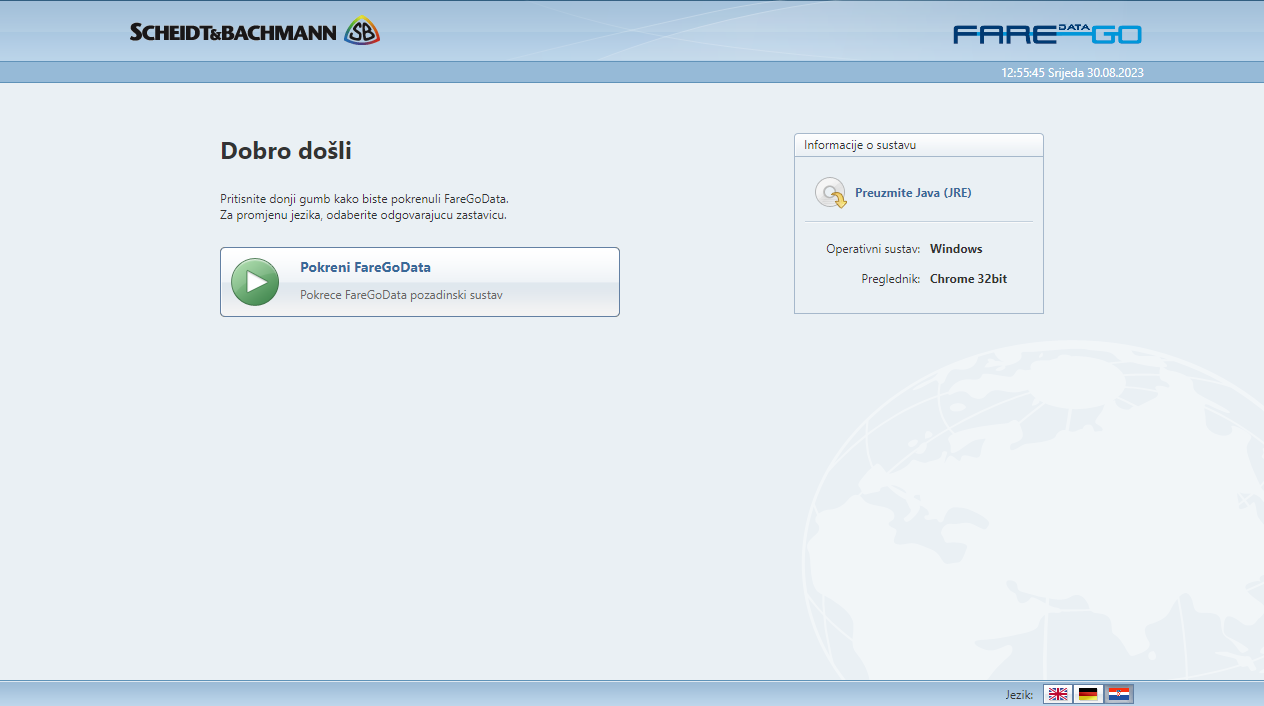 SCHEIDT&BACHMANN SB
FARE DATA GO
12:55:45 Srijeda 30.08.2023
Dobro došli
Pritisnite donji gumb kako biste pokrenuli FareGoData.
Za promjenu jezika, odaberite odgovarajucu zastavicu.
Pokreni FareGoData
Pokrece FareGoData pozadinski sustav
Informacije o sustavu
Preuzmite Java (JRE)
Operativni sustav: Windows
Preglednik: Chrome 32bit
Jezik: